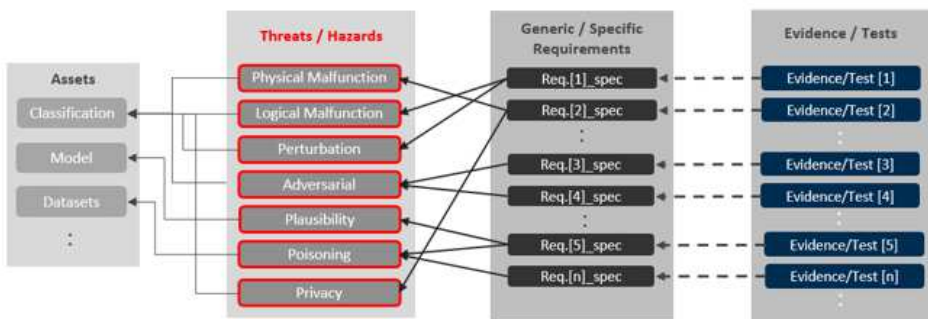 Assets
Classification
Model
Datasets
:
Threats / Hazards
Physical Malfunction
Logical Malfunction
Perturbation
Adversarial
Plausibility
Poisoning
Privacy
Generic / Specific
Requirements
Req.[1]_spec
Req.[2]_spec
:
Req.[3]_spec
Req.[4]_spec
:
Req.[5]_spec
Req.[n]_spec
Evidence / Tests
Evidence/Test [1]
Evidence/Test [2]
:
Evidence/Test [3]
Evidence/Test [4]
:
Evidence/Test [5]
Evidence/Test [n]
: